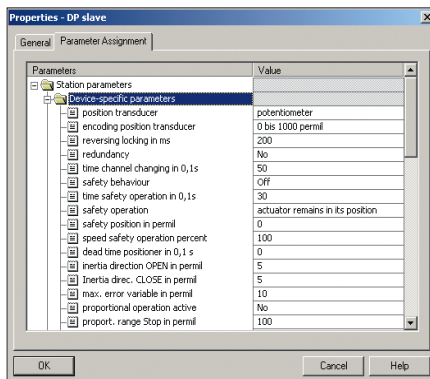 Properties - DP slave
General Parameter Assignment
Parameters Value
Station parameters
Device-specific parameters
position transducer potentiometer
encoding position transducer 0 bis 1000 permil
reversing locking in ms 200
redundancy No
time channel changing in 0,1s 50
safety behaviour Off
time safety operation in 0,1s 30
safety operation actuator remains in its position
safety position in permil 0
speed safety operation percent 100
dead time positioner in 0,1 s 0
inertia direction OPEN in permil 5
Inertia direc. CLOSE in permil 5
max. error variable in permil 10
proportional operation active No
proport. range Stop in permil 100
OK Cancel Help